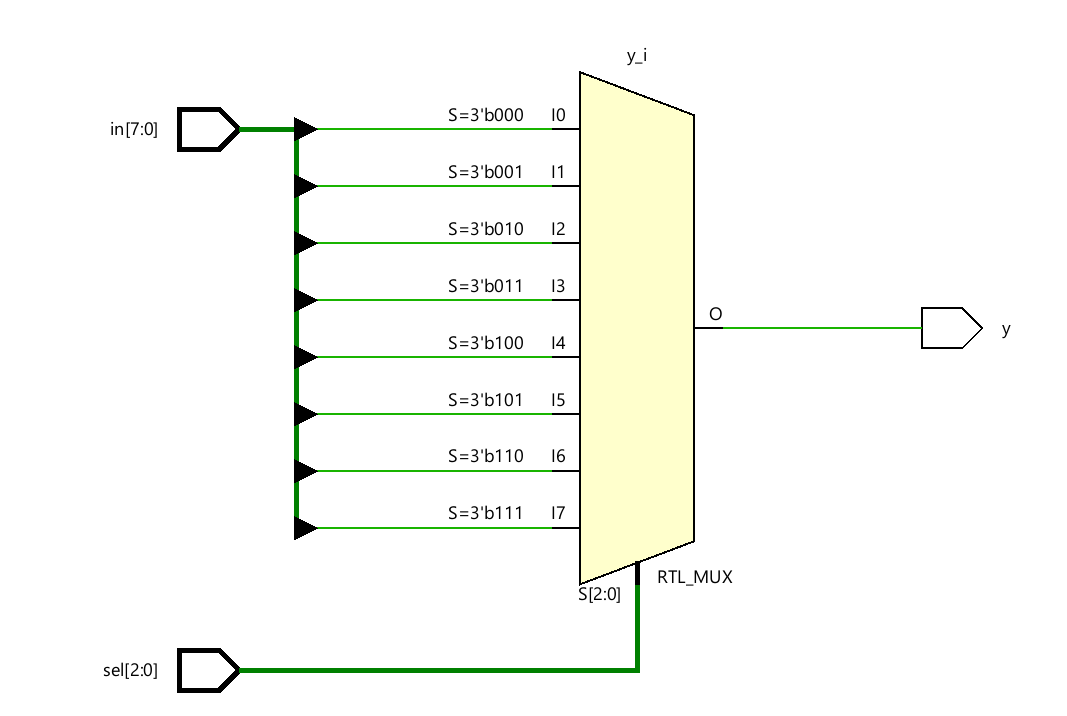 y_i
in[7:0]
S=3'b000 I0
S=3'b001 I1
S=3'b010 I2
S=3'b011 I3
O
y
S=3'b100 I4
S=3'b101 I5
S=3'b110 I6
S=3'b111 I7
RTL_MUX
S[2:0]
sel[2:0]